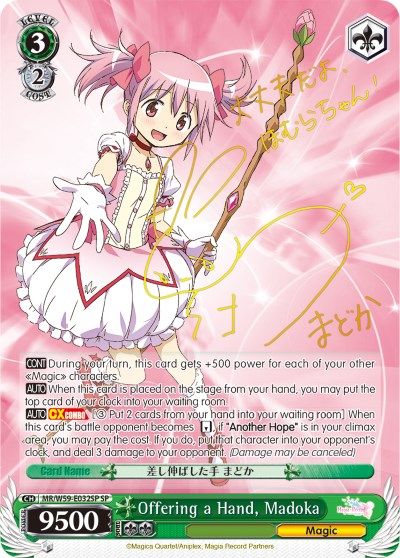 LEVEL
3
2
COST
大丈夫だよ、
ほむらちゃん!
まどか
CONT During your turn, this card gets +500 power for each of your other
«Magic» characters.
AUTO When this card is placed on the stage from your hand, you may put the
top card of your clock into your waiting room.
AUTO CX COMBO [③ Put 2 cards from your hand into your waiting room] When
this card's battle opponent becomes, if "Another Hope" is in your climax
area, you may pay the cost. If you do, put that character into your opponent's
clock, and deal 3 damage to your opponent. (Damage may be canceled)
Card Name
差し伸ばした手 まどか
CH MR/W59-E032SP SP
POWER
9500
Offering a Hand, Madoka
Magic
©Magica Quartet/Aniplex, Magia Record Partners